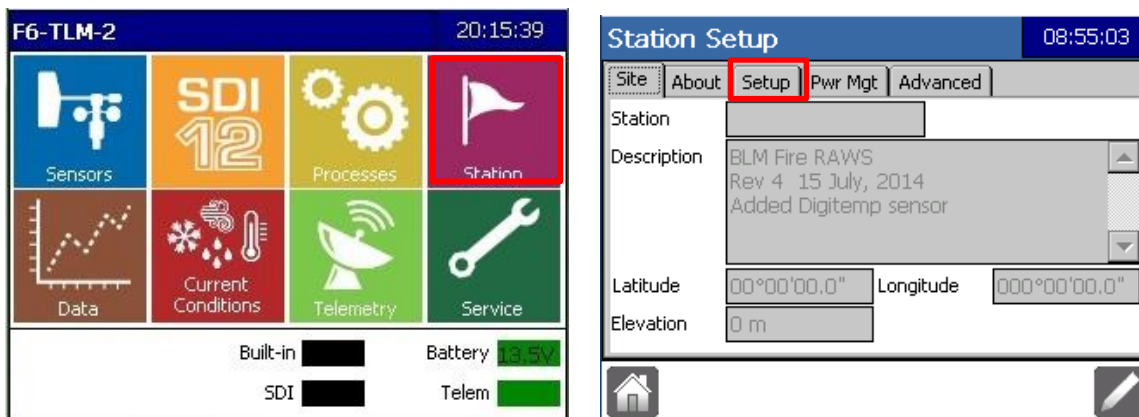 F6-TLM-2 20:15:39
Sensors
SDI
12
Processes
Station
Data
Current
Conditions
Telemetry
Service
Built-in
Battery 13.5V
SDI
Telem
Station Setup 08:55:03
Site About Setup Pwr Mgt Advanced
Station
Description
BLM Fire RAWS
Rev 4 15 July, 2014
Added Digitemp sensor
Latitude 00°00'00.0" Longitude 000°00'00.0"
Elevation 0 m